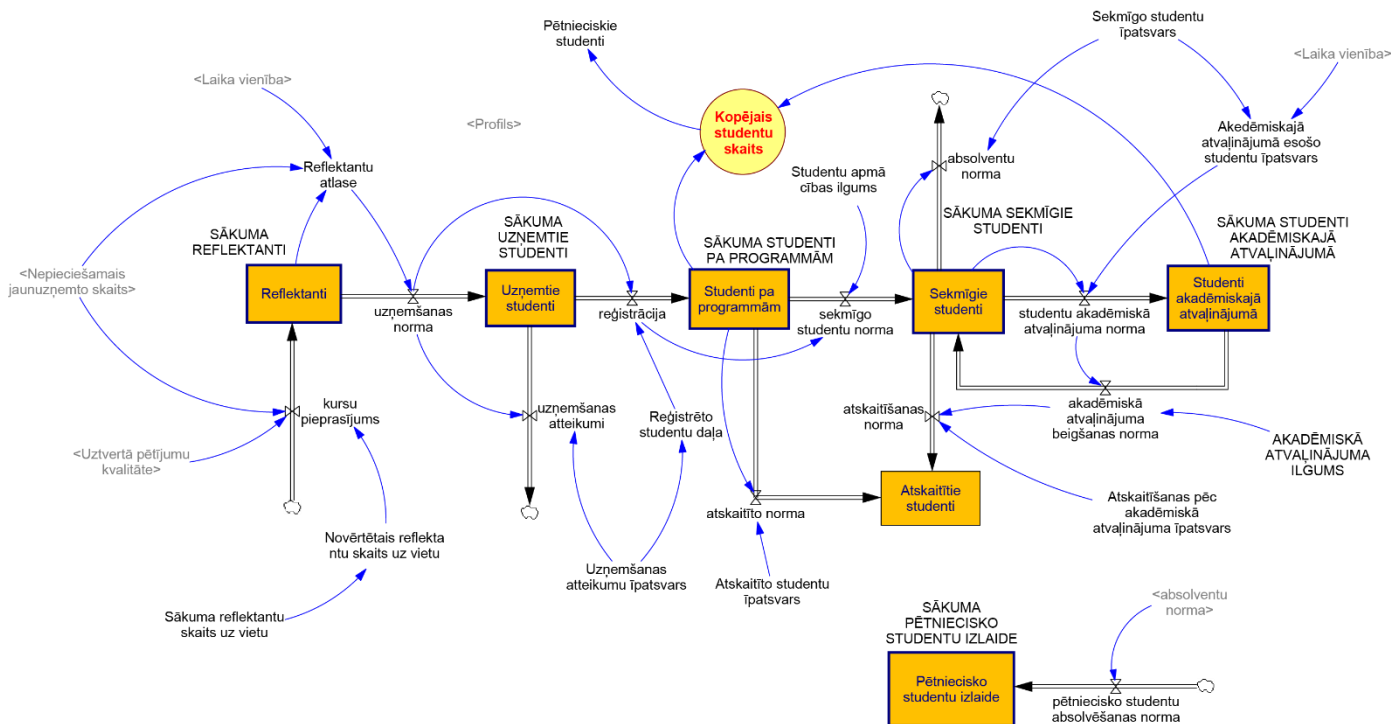 Pētnieciskie
studenti
Sekmīgo studentu
īpatsvars
<Laika vienība>
<Laika vienība>
<Profils>
Kopējais
studentu
skaits
Akedēmiskajā
atvaļinājumā esošo
studentu īpatsvars
Reflektantu
atlase
Studentu apmā
cības ilgums
absolventu
norma
SĀKUMA
REFLEKTANTI
SĀKUMA
UZŅEMTIE
STUDENTI
SĀKUMA STUDENTI
PA PROGRAMMĀM
SĀKUMA SEKMĪGIE
STUDENTI
SĀKUMA STUDENTI
AKADĒMISKAJĀ
ATVAĻINĀJUMĀ
<Nepieciešamais
jaunuzņemto skaits>
Reflektanti
uzņemšanas
norma
Uzņemtie
studenti
reģistrācija
Studenti pa
programmām
sekmīgo
studentu norma
Sekmīgie
studenti
studentu akadēmiskā
atvaļinājuma norma
Studenti
akadēmiskajā
atvaļinājumā
kursu
pieprasījums
uzņemšanas
atteikumi
Reģistrēto
studentu daļa
atskaitīšanas
norma
akadēmiskā
atvaļinājuma
beigšanas norma
AKADĒMISKĀ
ATVAĻINĀJUMA
ILGUMS
<Uztvertā pētījumu
kvalitāte>
atskaitīto norma
Atskaitītie
studenti
Atskaitīšanas pēc
akadēmiskā
atvaļinājuma īpatsvars
Novērtētais reflekta
ntu skaits uz vietu
Uzņemšanas
atteikumu īpatsvars
Atskaitīto studentu
īpatsvars
Sākuma reflektantu
skaits uz vietu
SĀKUMA
PĒTNIECISKO
STUDENTU IZLAIDE
<absolventu
norma>
Pētniecisko
studentu izlaide
pētniecisko studentu
absolvēšanas norma